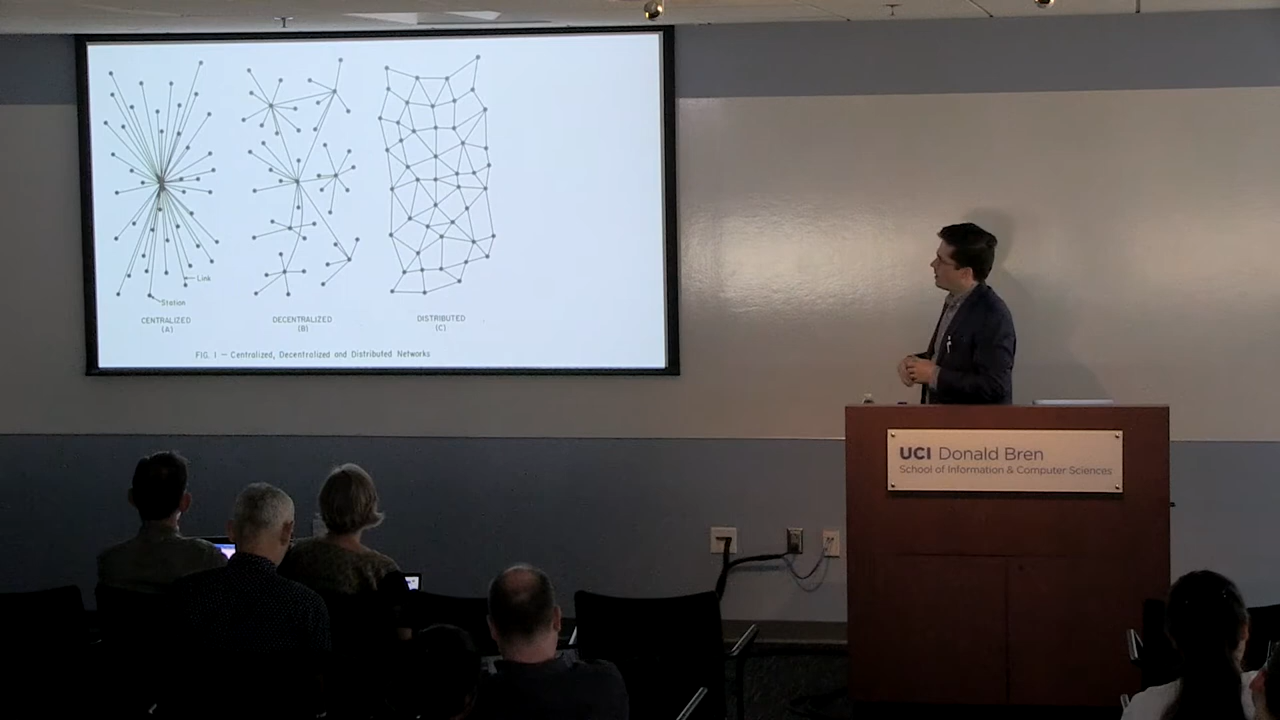 Link
Station
CENTRALIZED
(A)
DECENTRALIZED
(B)
DISTRIBUTED
(C)
FIG. 1 — Centralized, Decentralized and Distributed Networks
UCI Donald Bren
School of Information & Computer Sciences